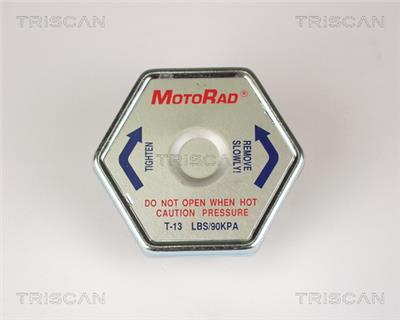 TRISCAN
TRISCAN
MOTORAD®
TIGHTEN
REMOVE
SLOWLY!
TRISCAN
DO NOT OPEN WHEN HOT
CAUTION PRESSURE
T-13 LBS/90KPA
TRISCAN
TRISCAN